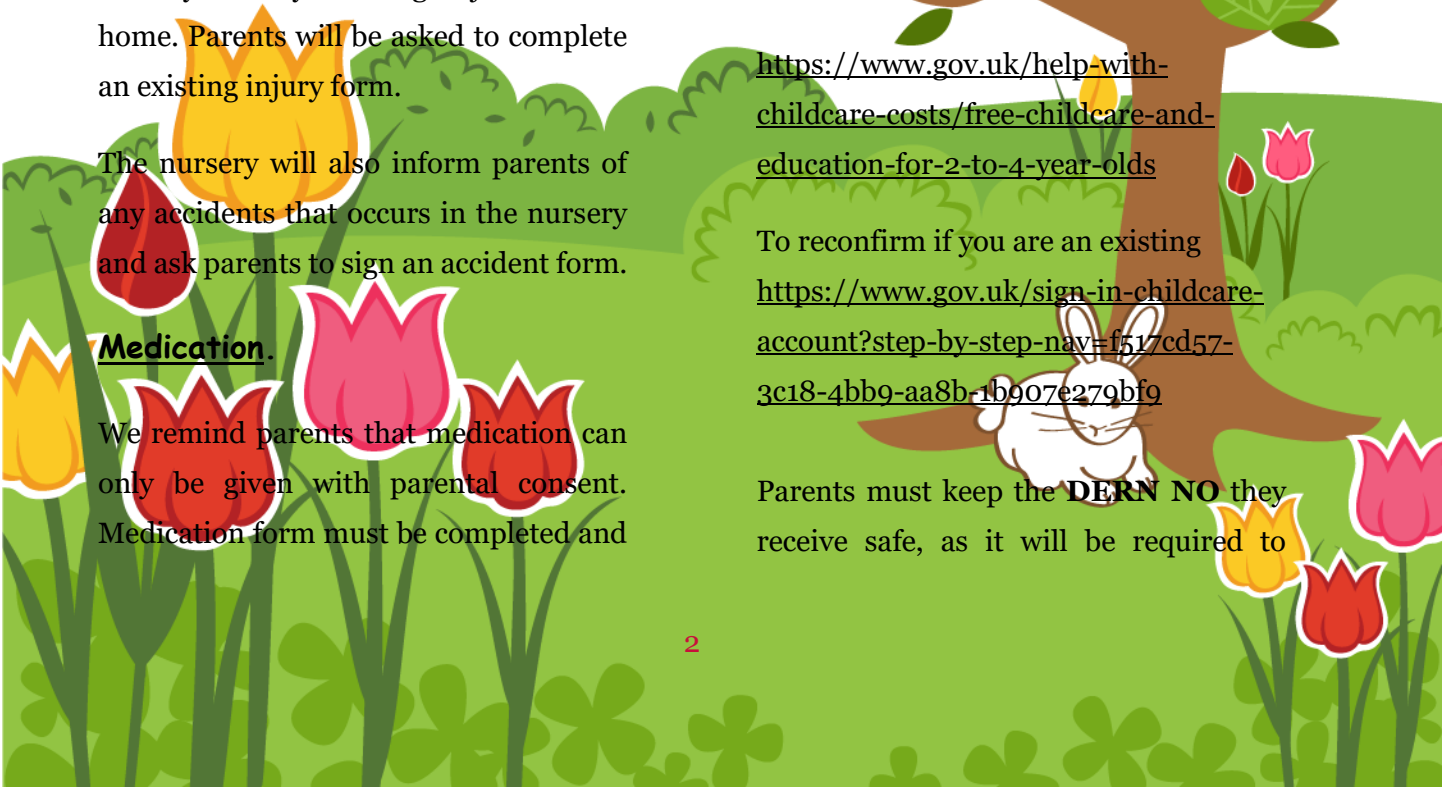 home. Parents will be asked to complete
an existing injury form.
The nursery will also inform parents of
any accidents that occurs in the nursery
and ask parents to sign an accident form.
Medication.
We remind parents that medication can
only be given with parental consent.
Medication form must be completed and
https://www.gov.uk/help-with-
childcare-costs/free-childcare-and-
education-for-2-to-4-year-olds
To reconfirm if you are an existing
https://www.gov.uk/sign-in-childcare-
account?step-by-step-nav=f517cd57-
3c18-4bb9-aa8b-1b907e279bf9
Parents must keep the DERN NO they
receive safe, as it will be required to
2